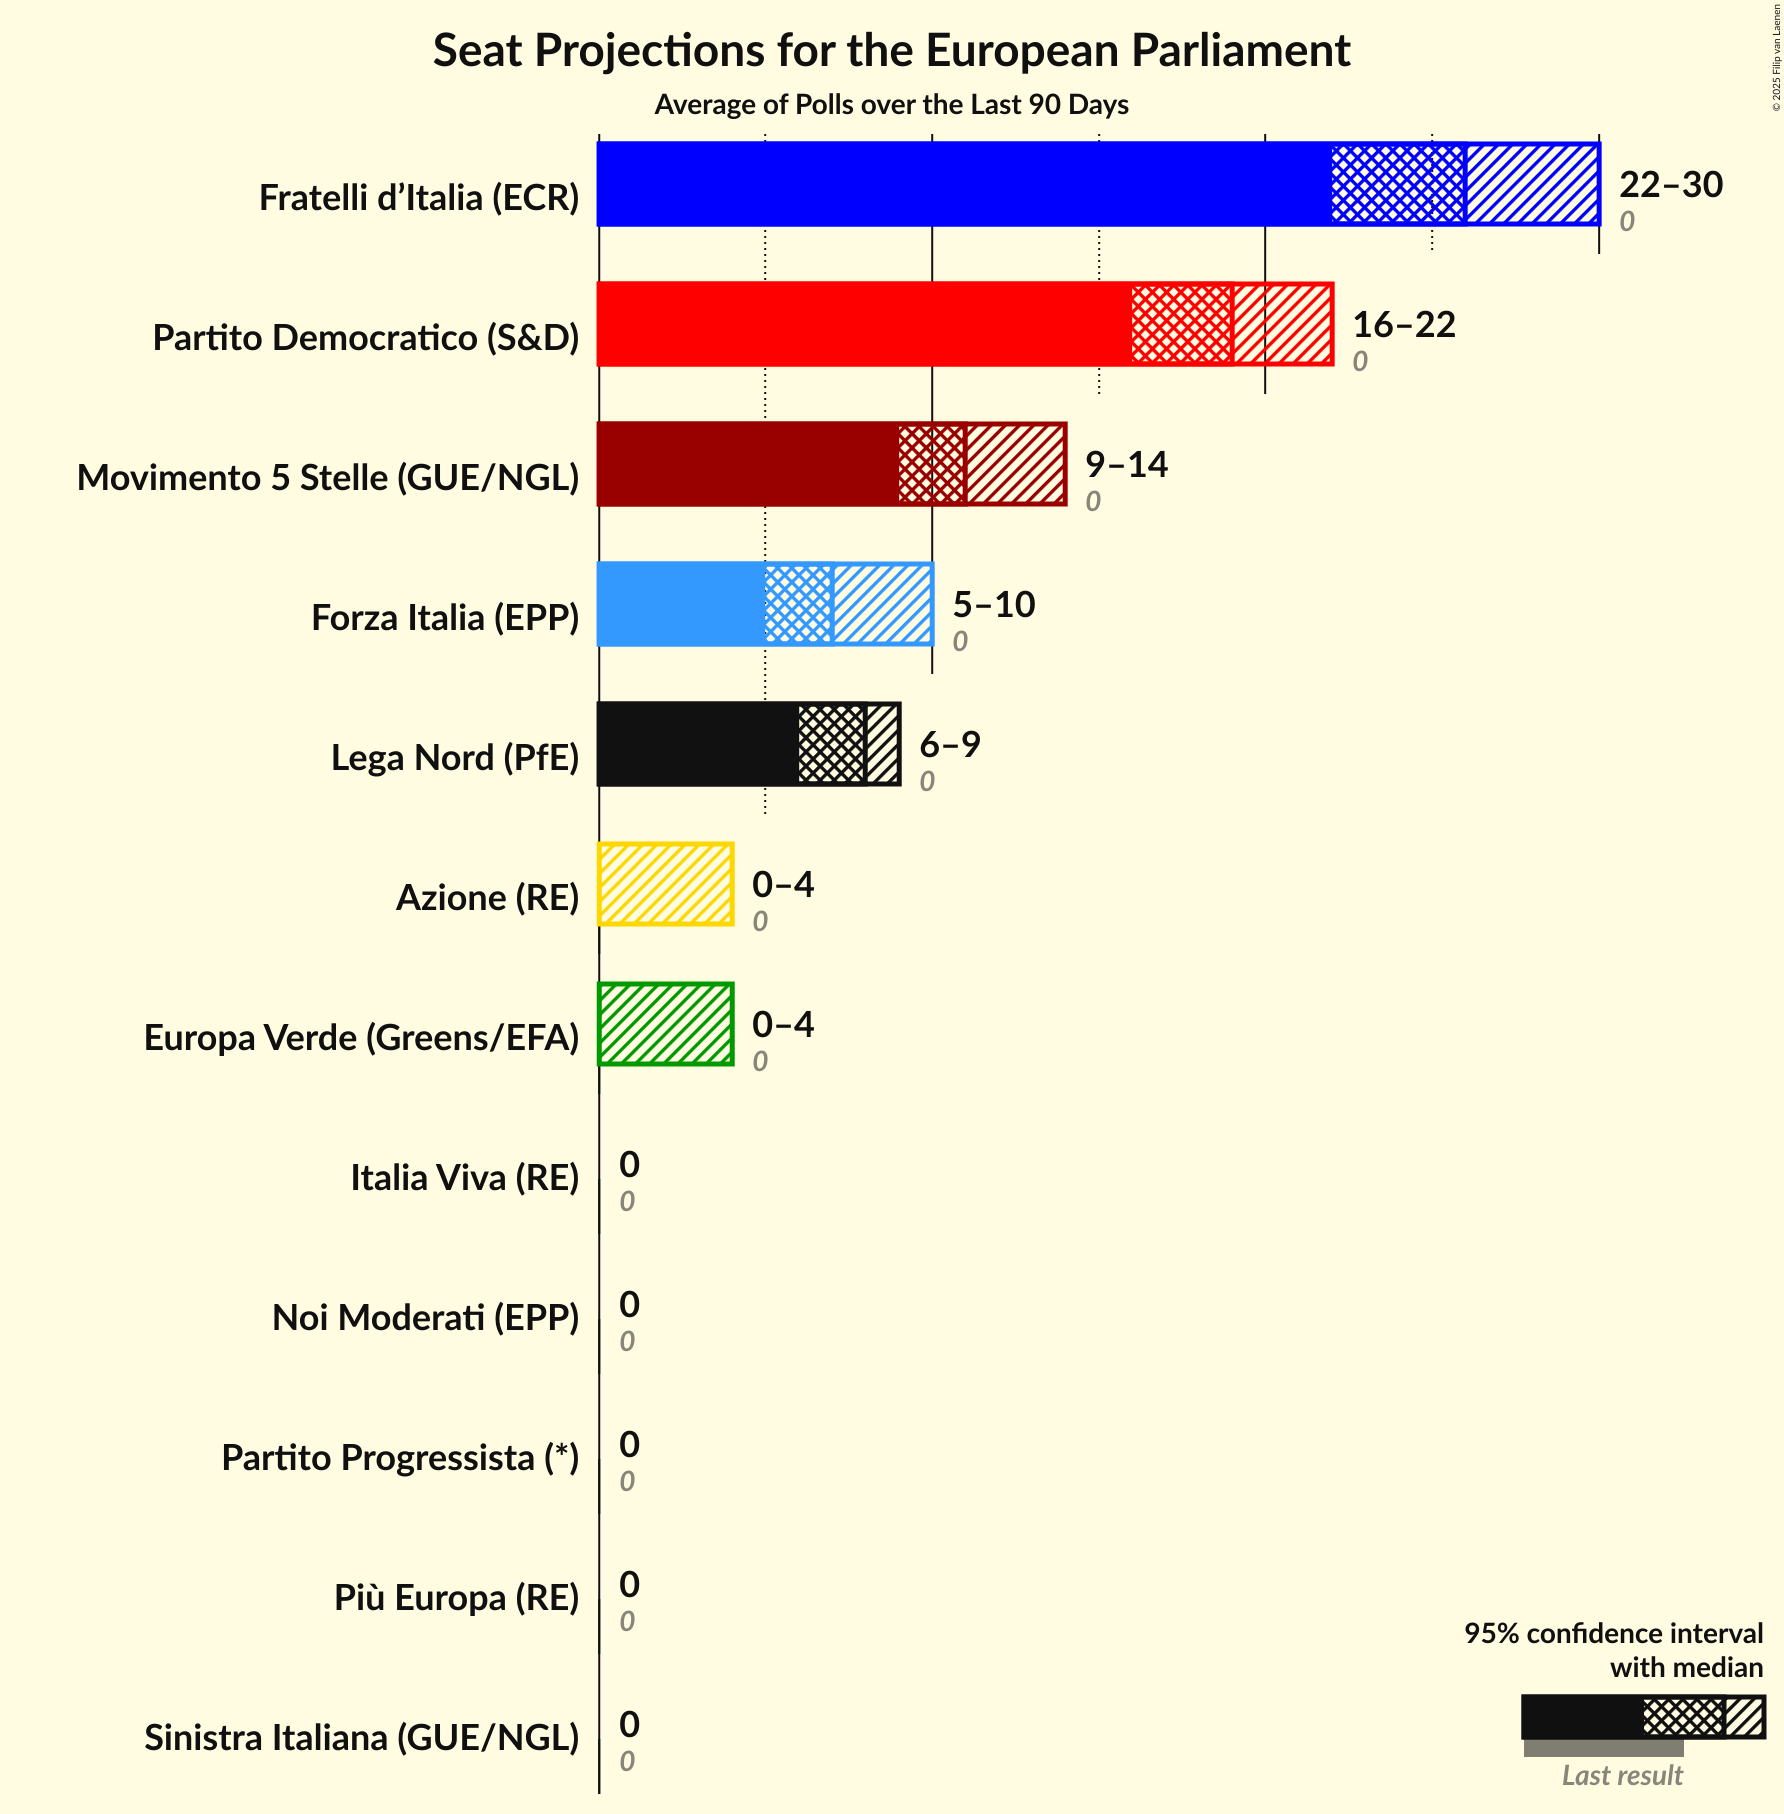 Seat Projections for the European Parliament
Average of Polls over the Last 90 Days
© 2025 Filip van Laenen
Fratelli d’Italia (ECR)
22–30
0
Partito Democratico (S&D)
16–22
0
Movimento 5 Stelle (GUE/NGL)
9–14
0
Forza Italia (EPP)
5–10
0
Lega Nord (PfE)
6–9
0
Azione (RE)
0–4
0
Europa Verde (Greens/EFA)
0–4
0
Italia Viva (RE)
0
0
Noi Moderati (EPP)
0
0
Partito Progressista (*)
0
0
Più Europa (RE)
0
0
Sinistra Italiana (GUE/NGL)
0
0
95% confidence interval
with median
Last result